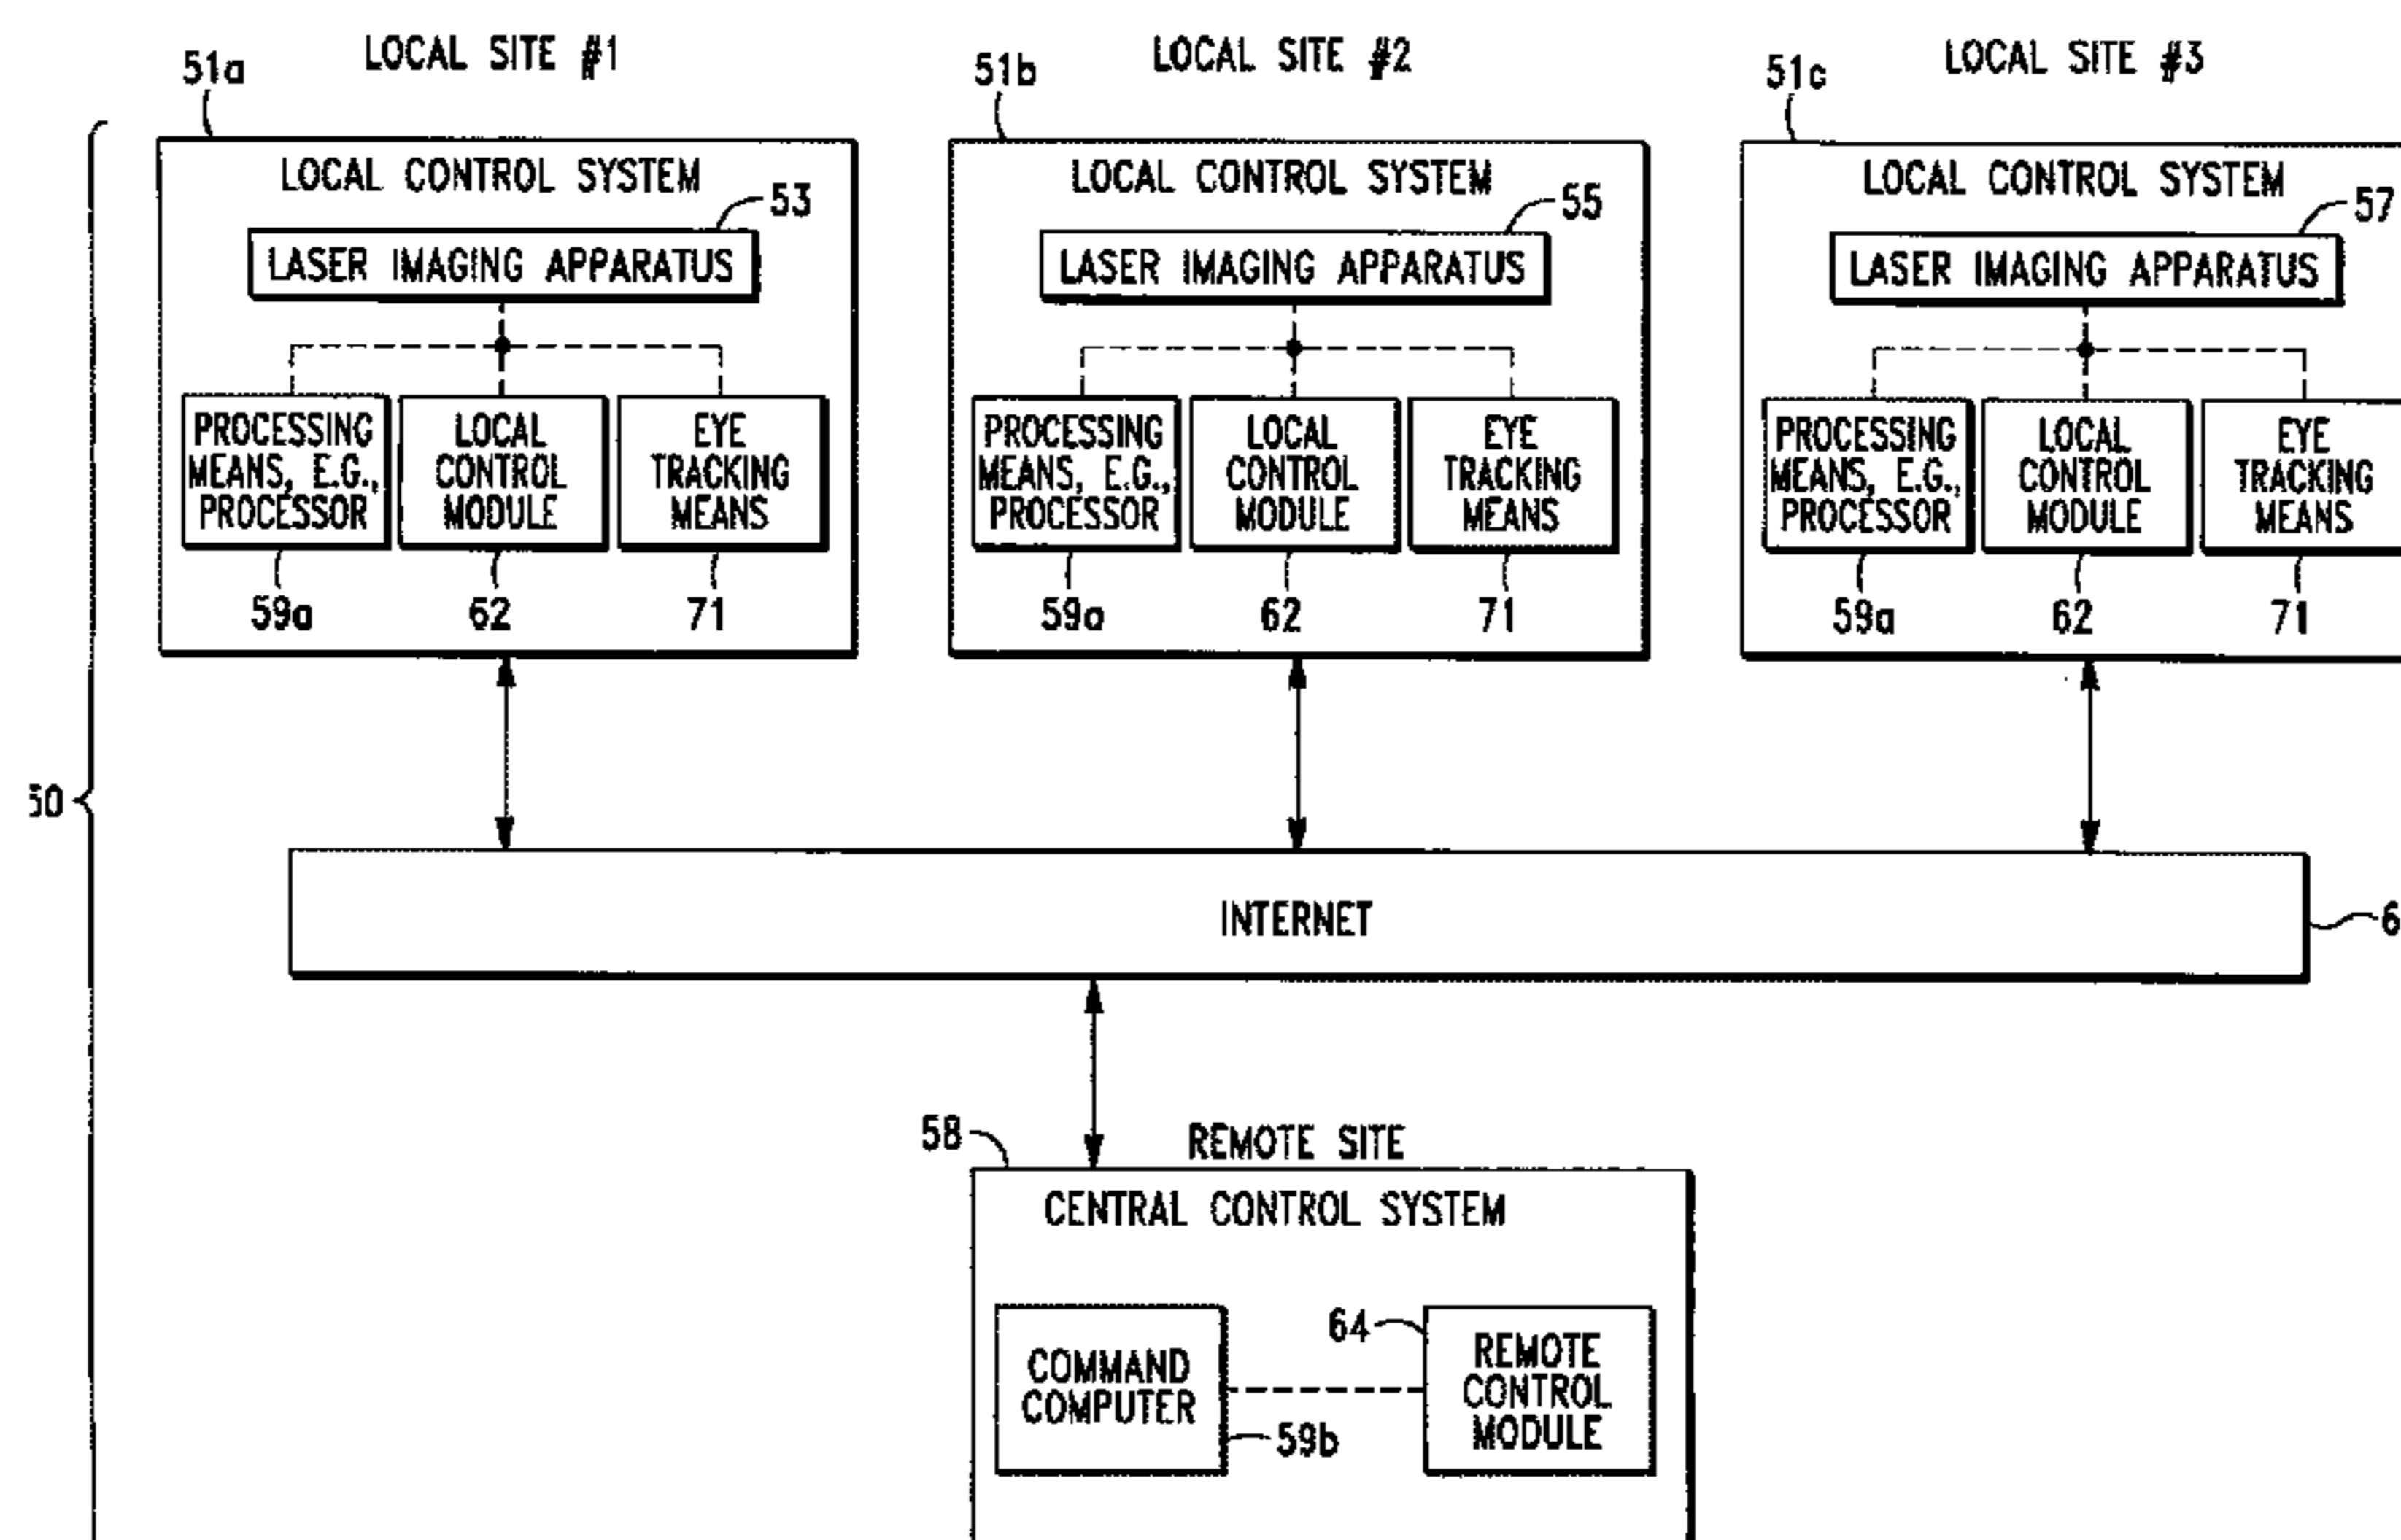 LOCAL SITE #1
LOCAL SITE #2
LOCAL SITE #3
51a
51b
51c
LOCAL CONTROL SYSTEM
53
LASER IMAGING APPARATUS
PROCESSING
MEANS, E.G.,
PROCESSOR
LOCAL
CONTROL
MODULE
EYE
TRACKING
MEANS
59a
62
71
LOCAL CONTROL SYSTEM
55
LASER IMAGING APPARATUS
PROCESSING
MEANS, E.G.,
PROCESSOR
LOCAL
CONTROL
MODULE
EYE
TRACKING
MEANS
59a
62
71
LOCAL CONTROL SYSTEM
57
LASER IMAGING APPARATUS
PROCESSING
MEANS, E.G.,
PROCESSOR
LOCAL
CONTROL
MODULE
EYE
TRACKING
MEANS
59a
62
71
INTERNET
58
REMOTE SITE
CENTRAL CONTROL SYSTEM
COMMAND
COMPUTER
59b
64
REMOTE
CONTROL
MODULE